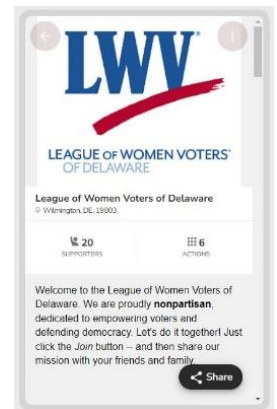 LWV
LEAGUE OF WOMEN VOTERS®
OF DELAWARE
League of Women Voters of Delaware
Wilmington, DE, 19803
20
SUPPORTERS
6
ACTIONS
Welcome to the League of Women Voters of
Delaware. We are proudly nonpartisan,
dedicated to empowering voters and
defending democracy. Let's do it together! Just
click the Join button -- and then share our
mission with your friends and family.
Share